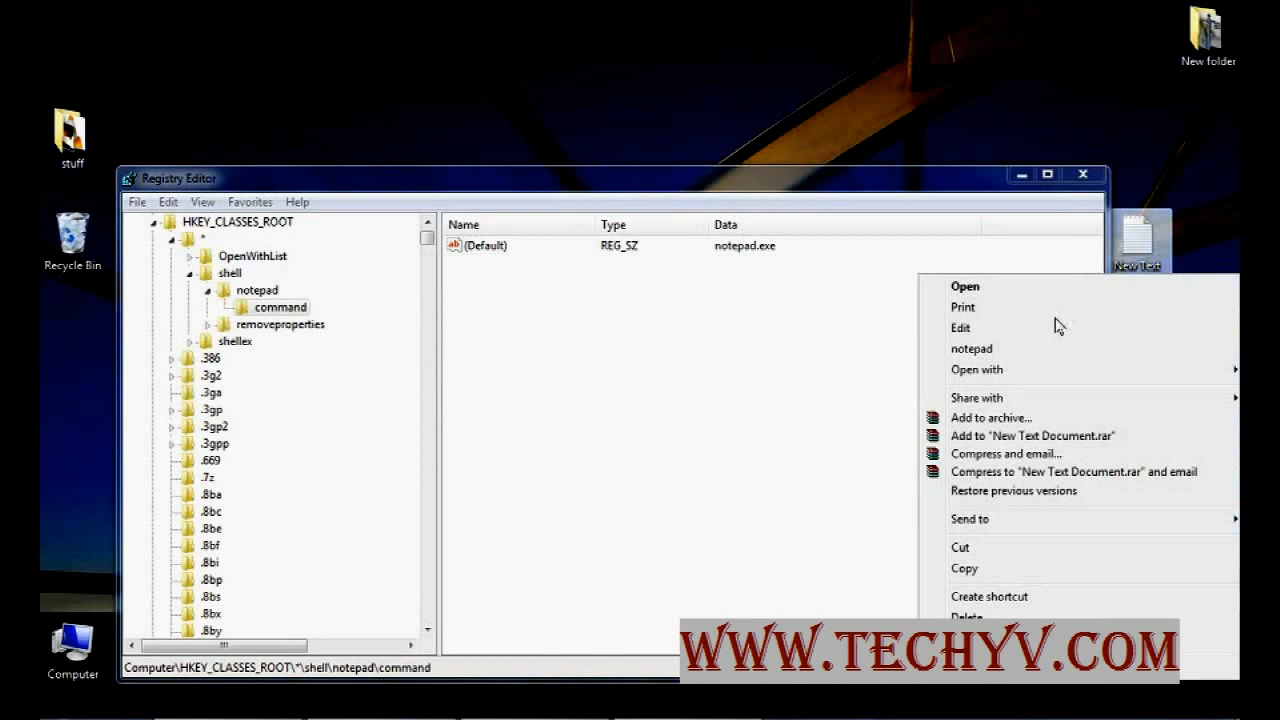 New folder
stuff
Recycle Bin
Computer
Registry Editor
File Edit View Favorites Help
HKEY_CLASSES_ROOT
*
OpenWithList
shell
notepad
command
removeproperties
shellex
.386
.3g2
.3ga
.3gp
.3gp2
.3gpp
.669
.7z
.8ba
.8bc
.8be
.8bf
.8bi
.8bp
.8bs
.8bx
.8by
Name Type Data
ab (Default) REG_SZ notepad.exe
Computer\HKEY_CLASSES_ROOT\*\shell\notepad\command
New Text
Open
Print
Edit
notepad
Open with
Share with
Add to archive...
Add to "New Text Document.rar"
Compress and email...
Compress to "New Text Document.rar" and email
Restore previous versions
Send to
Cut
Copy
Create shortcut
Delete
WWW.TECHYV.COM